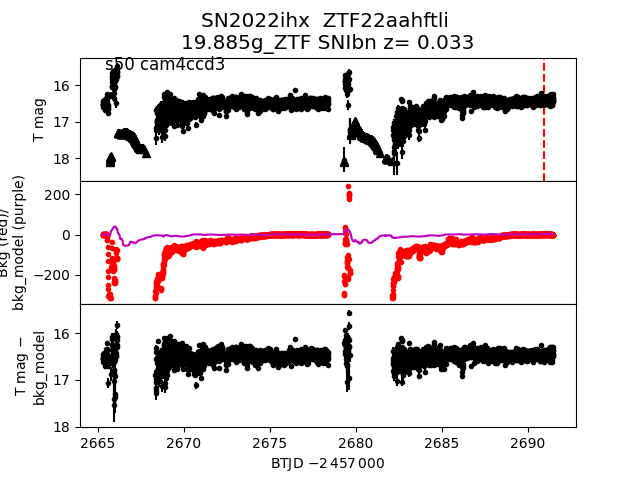 SN2022ihx ZTF22aahftli
19.885g_ZTF SNIbn z= 0.033
s50 cam4ccd3
16
17
18
T mag
200
0
−200
Bkg (red)/
bkg_model (purple)
16
17
18
T mag −
bkg_model
2665
2670
2675
2680
2685
2690
BTJD −2 457 000